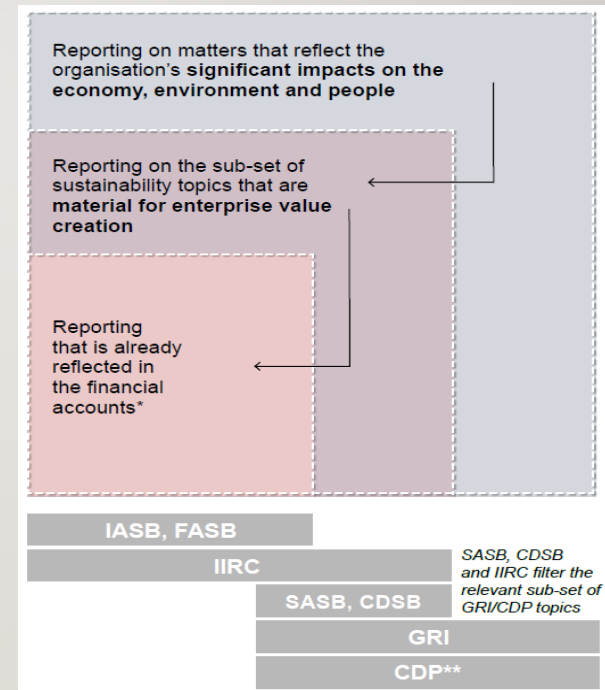 Reporting on matters that reflect the
organisation's significant impacts on the
economy, environment and people
Reporting on the sub-set of
sustainability topics that are
material for enterprise value
creation
Reporting
that is already
reflected in
the financial
accounts*
IASB, FASB
IIRC
SASB, CDSB
and IIRC filter the
relevant sub-set of
GRI/CDP topics
SASB, CDSB
GRI
CDP**